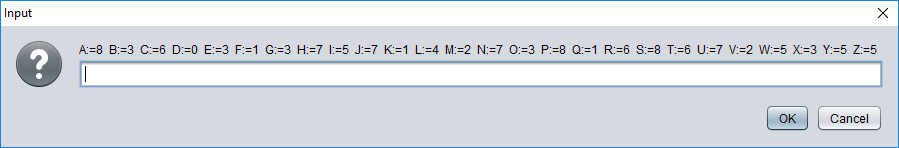 Input
A:=8 B:=3 C:=6 D:=0 E:=3 F:=1 G:=3 H:=7 I:=5 J:=7 K:=1 L:=4 M:=2 N:=7 O:=3 P:=8 Q:=1 R:=6 S:=8 T:=6 U:=7 V:=2 W:=5 X:=3 Y:=5 Z:=5
OK Cancel